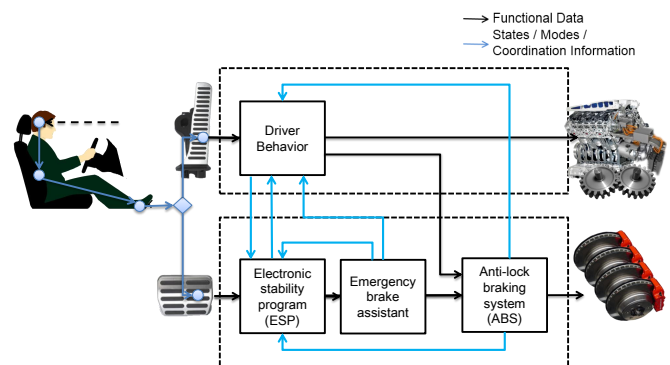 Functional Data
States / Modes /
Coordination Information
Driver
Behavior
Electronic
stability
program
(ESP)
Emergency
brake
assistant
Anti-lock
braking
system
(ABS)